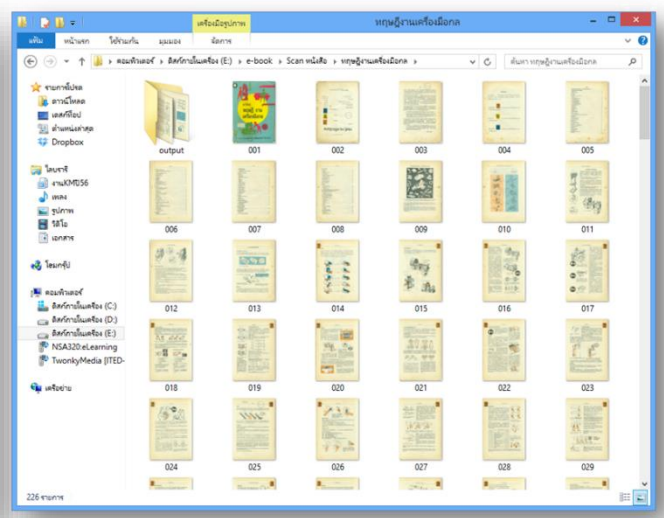 เครื่องมือรูปภาพ
ทฤษฎีงานเครื่องมือกล
แฟ้ม หน้าแรก ใช้ร่วมกัน มุมมอง จัดการ
คอมพิวเตอร์ ▸ ดิสก์ภายในเครื่อง (E:) ▸ e-book ▸ Scan หนังสือ ▸ ทฤษฎีงานเครื่องมือกล ▸
ค้นหา ทฤษฎีงานเครื่องมือกล
รายการโปรด
ดาวน์โหลด
เดสก์ท็อป
ตำแหน่งล่าสุด
Dropbox
ไลบรารี
งานKMปี56
เพลง
รูปภาพ
วิดีโอ
เอกสาร
โฮมกรุ๊ป
คอมพิวเตอร์
ดิสก์ภายในเครื่อง (C:)
ดิสก์ภายในเครื่อง (D:)
ดิสก์ภายในเครื่อง (E:)
NSA320:eLearning
TwonkyMedia [ITED-
เครือข่าย
output 001 002 003 004 005
006 007 008 009 010 011
012 013 014 015 016 017
018 019 020 021 022 023
024 025 026 027 028 029
226 รายการ